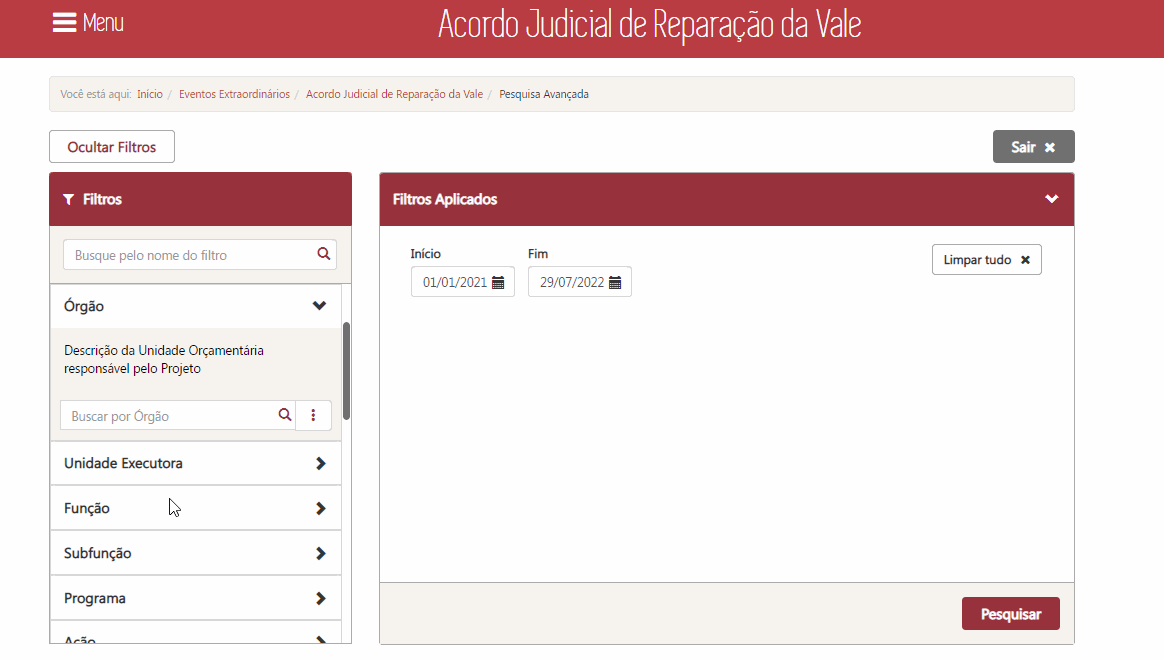 Menu
Acordo Judicial de Reparação da Vale
Você está aqui: Início / Eventos Extraordinários / Acordo Judicial de Reparação da Vale / Pesquisa Avançada
Ocultar Filtros
Sair ✖
Filtros
Busque pelo nome do filtro
Órgão
Descrição da Unidade Orçamentária
responsável pelo Projeto
Buscar por Órgão
Unidade Executora
Função
Subfunção
Programa
Ação
Filtros Aplicados
Início
Fim
01/01/2021
29/07/2022
Limpar tudo ✖
Pesquisar